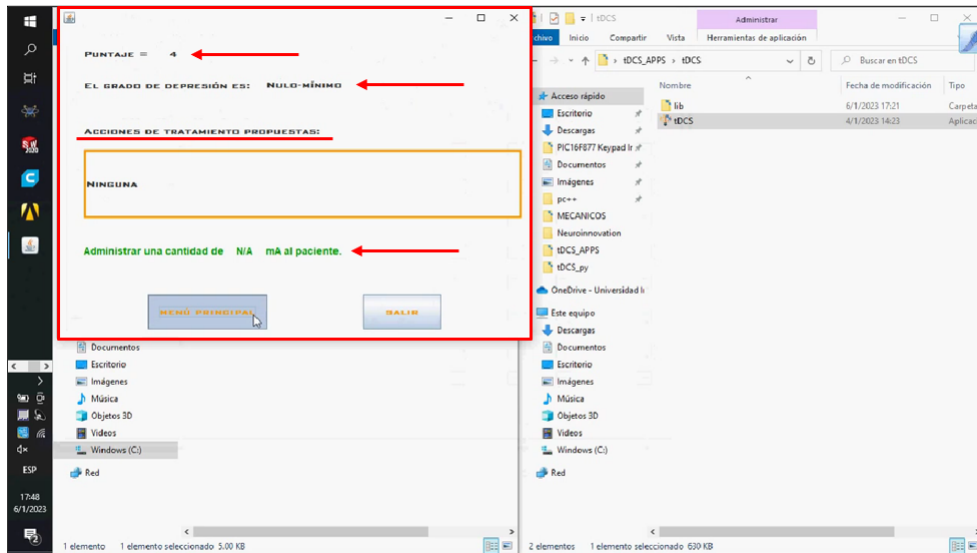 PUNTAJE = 4
EL GRADO DE DEPRESIÓN ES: NULO-MÍNIMO
ACCIONES DE TRATAMIENTO PROPUESTAS:
NINGUNA
Administrar una cantidad de N/A mA al paciente.
MENÚ PRINCIPAL
SALIR
Documentos
Escritorio
Imágenes
Música
Objetos 3D
Videos
Windows (C:)
Red
1 elemento 1 elemento seleccionado 5.00 KB
ESP
17:48
6/1/2023
tDCS
Administrar
chivo Inicio Compartir Vista Herramientas de aplicación
tDCS_APPS > tDCS
Buscar en tDCS
Nombre Fecha de modificación Tipo
lib 6/1/2023 17:21 Carpeta
tDCS 4/1/2023 14:23 Aplicac
Acceso rápido
Escritorio
Descargas
PIC16F877 Keypad Ir
Documentos
Imágenes
pc++
MECANICOS
Neuroinnovation
tDCS_APPS
tDCS_py
OneDrive - Universidad I
Este equipo
Descargas
Documentos
Escritorio
Imágenes
Música
Objetos 3D
Videos
Windows (C:)
Red
2 elementos 1 elemento seleccionado 630 KB